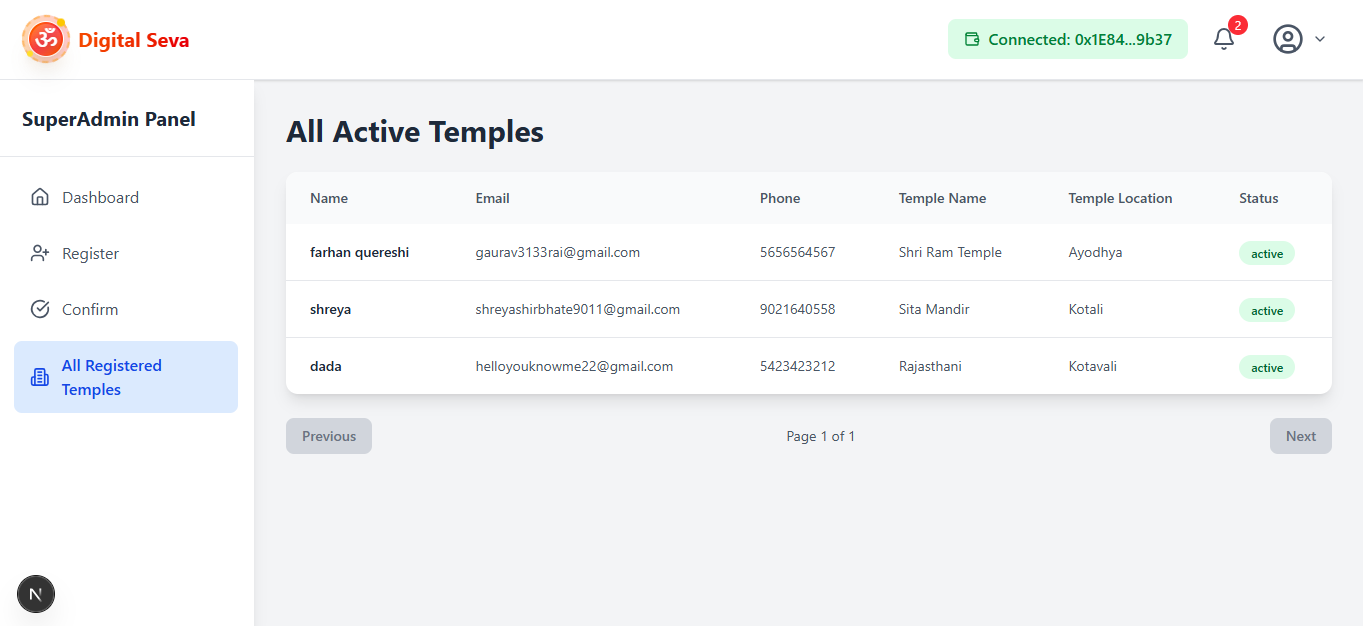 ॐ Digital Seva
Connected: 0x1E84...9b37
2
SuperAdmin Panel
Dashboard
Register
Confirm
All Registered
Temples
All Active Temples
Name Email Phone Temple Name Temple Location Status
farhan quereshi gaurav3133rai@gmail.com 5656564567 Shri Ram Temple Ayodhya active
shreya shreyashirbhate9011@gmail.com 9021640558 Sita Mandir Kotali active
dada helloyouknowme22@gmail.com 5423423212 Rajasthani Kotavali active
Previous Page 1 of 1 Next
N